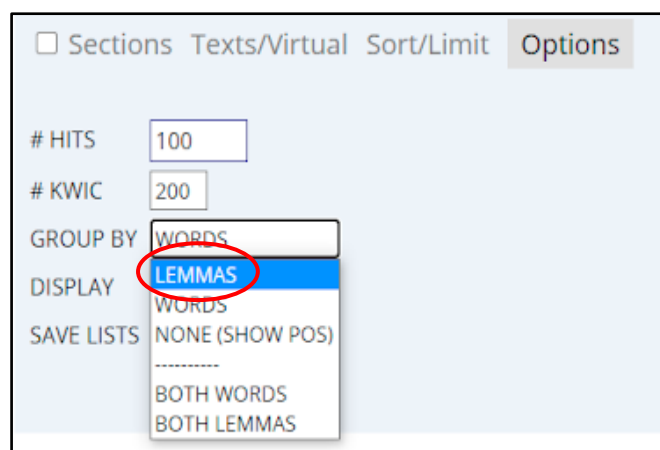 Sections Texts/Virtual Sort/Limit Options
# HITS 100
# KWIC 200
GROUP BY WORDS
LEMMAS
DISPLAY
WORDS
SAVE LISTS NONE (SHOW POS)
----------
BOTH WORDS
BOTH LEMMAS